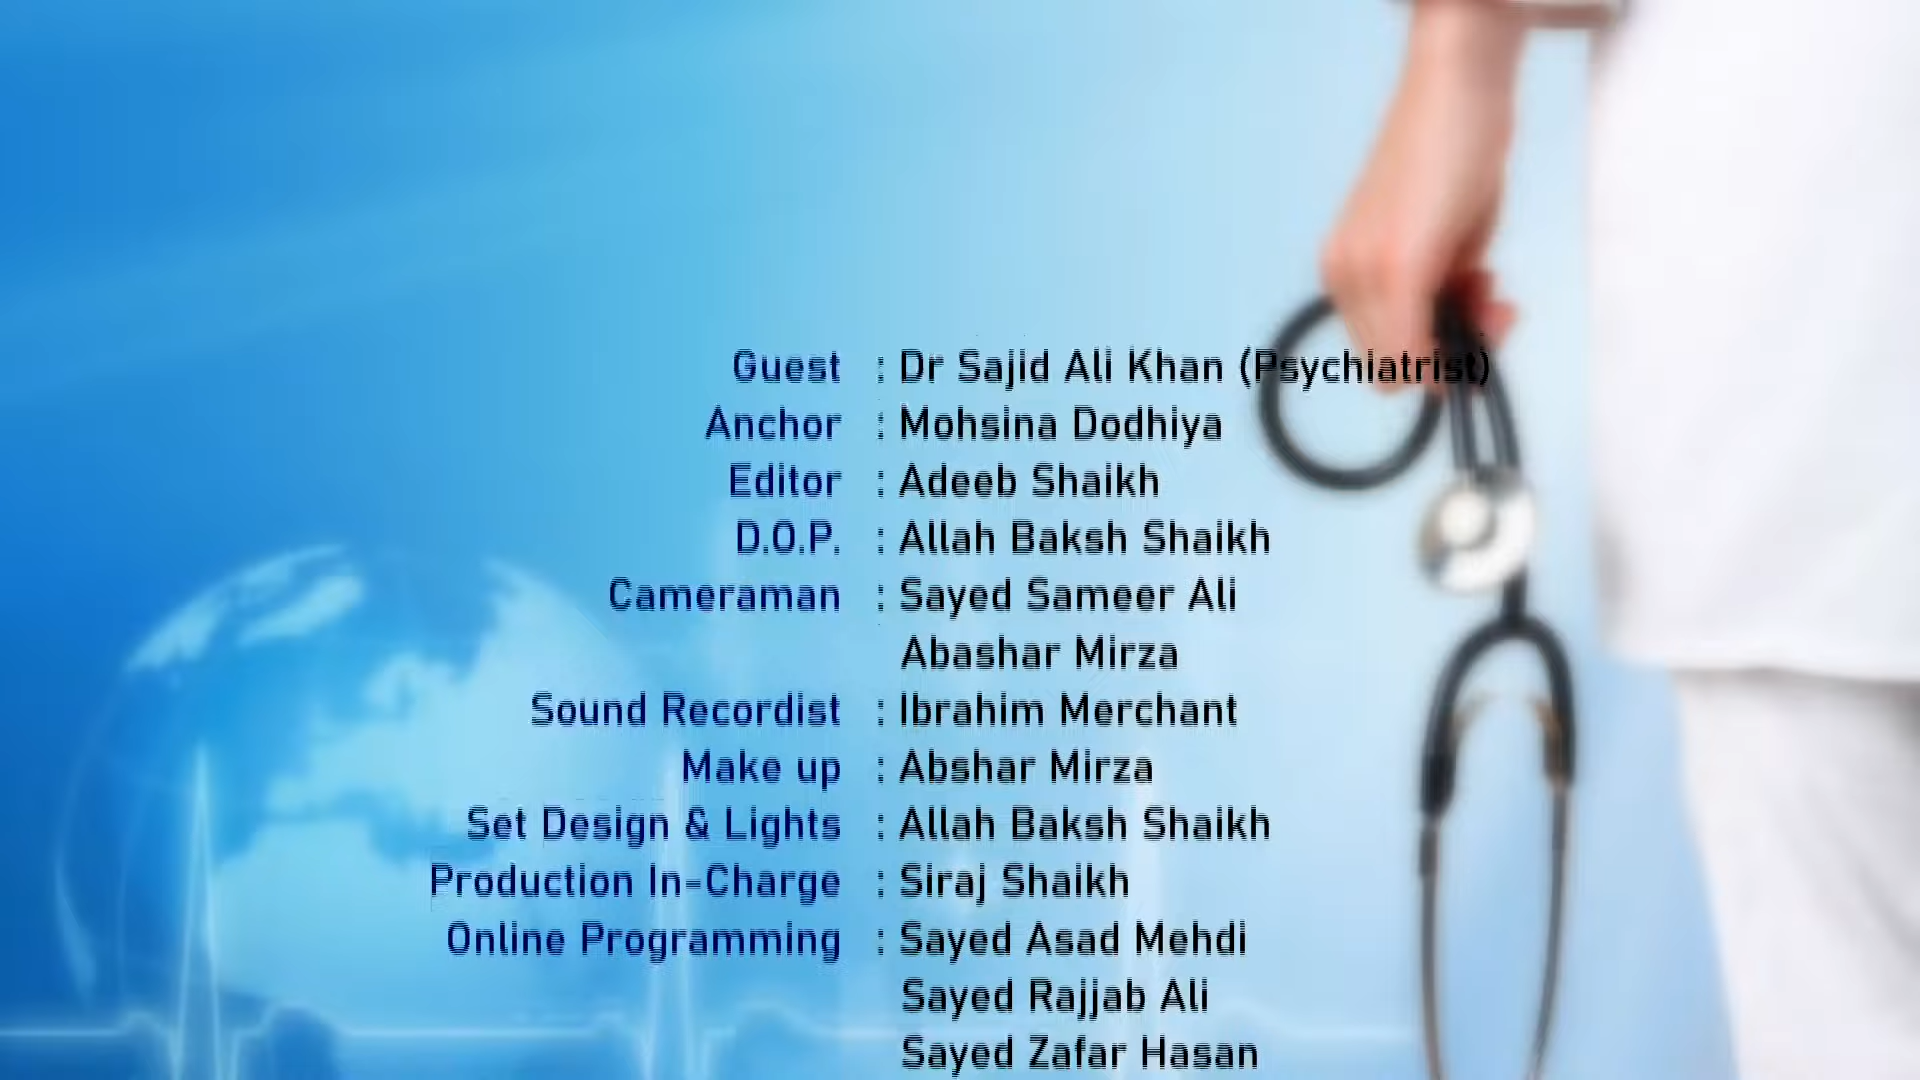 Guest : Dr Sajid Ali Khan (Psychiatrist)
Anchor : Mohsina Dodhiya
Editor : Adeeb Shaikh
D.O.P. : Allah Baksh Shaikh
Cameraman : Sayed Sameer Ali
Abashar Mirza
Sound Recordist : Ibrahim Merchant
Make up : Abshar Mirza
Set Design & Lights : Allah Baksh Shaikh
Production In-Charge : Siraj Shaikh
Online Programming : Sayed Asad Mehdi
Sayed Rajjab Ali
Sayed Zafar Hasan